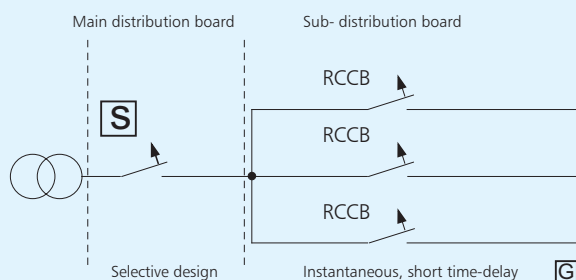 Main distribution board
Sub- distribution board
S
RCCB
RCCB
RCCB
Selective design
Instantaneous, short time-delay
G